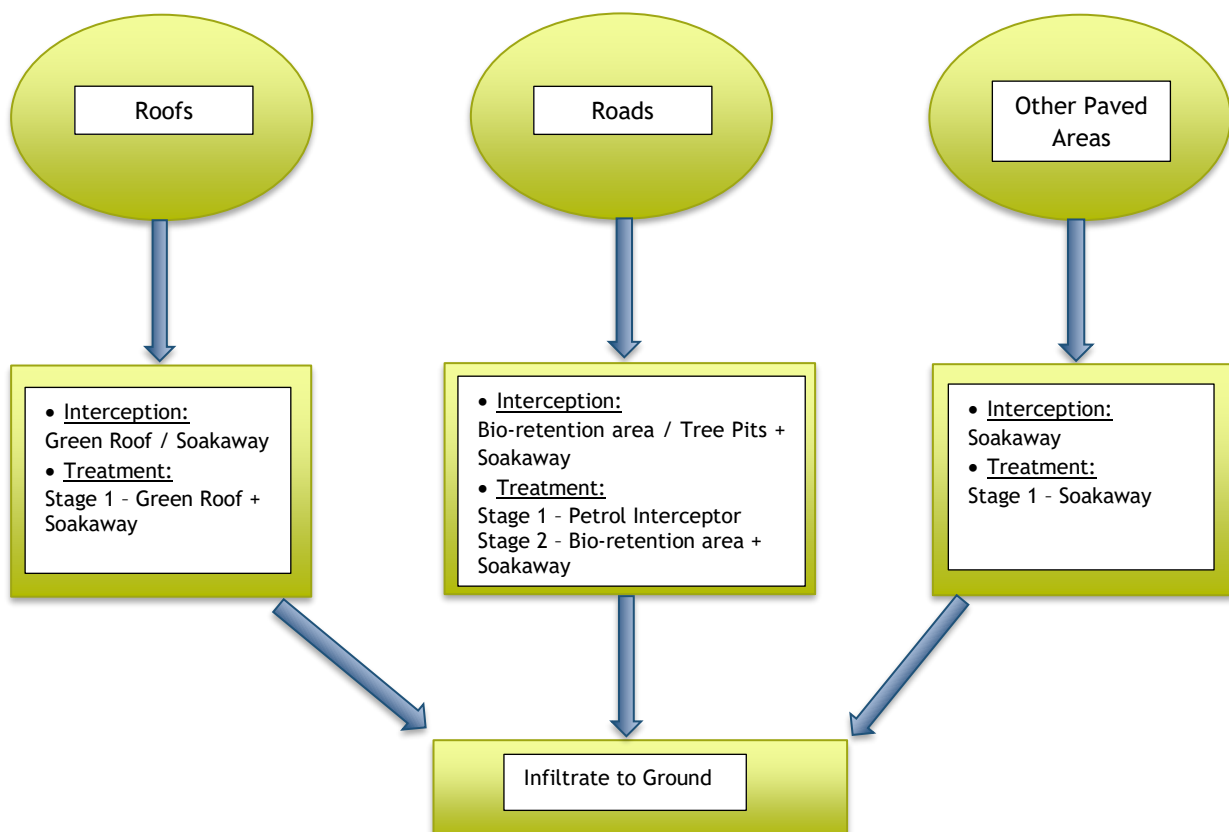 Roofs
Roads
Other Paved
Areas
• Interception:
Green Roof / Soakaway
• Treatment:
Stage 1 – Green Roof +
Soakaway
• Interception:
Bio-retention area / Tree Pits +
Soakaway
• Treatment:
Stage 1 – Petrol Interceptor
Stage 2 – Bio-retention area +
Soakaway
• Interception:
Soakaway
• Treatment:
Stage 1 – Soakaway
Infiltrate to Ground